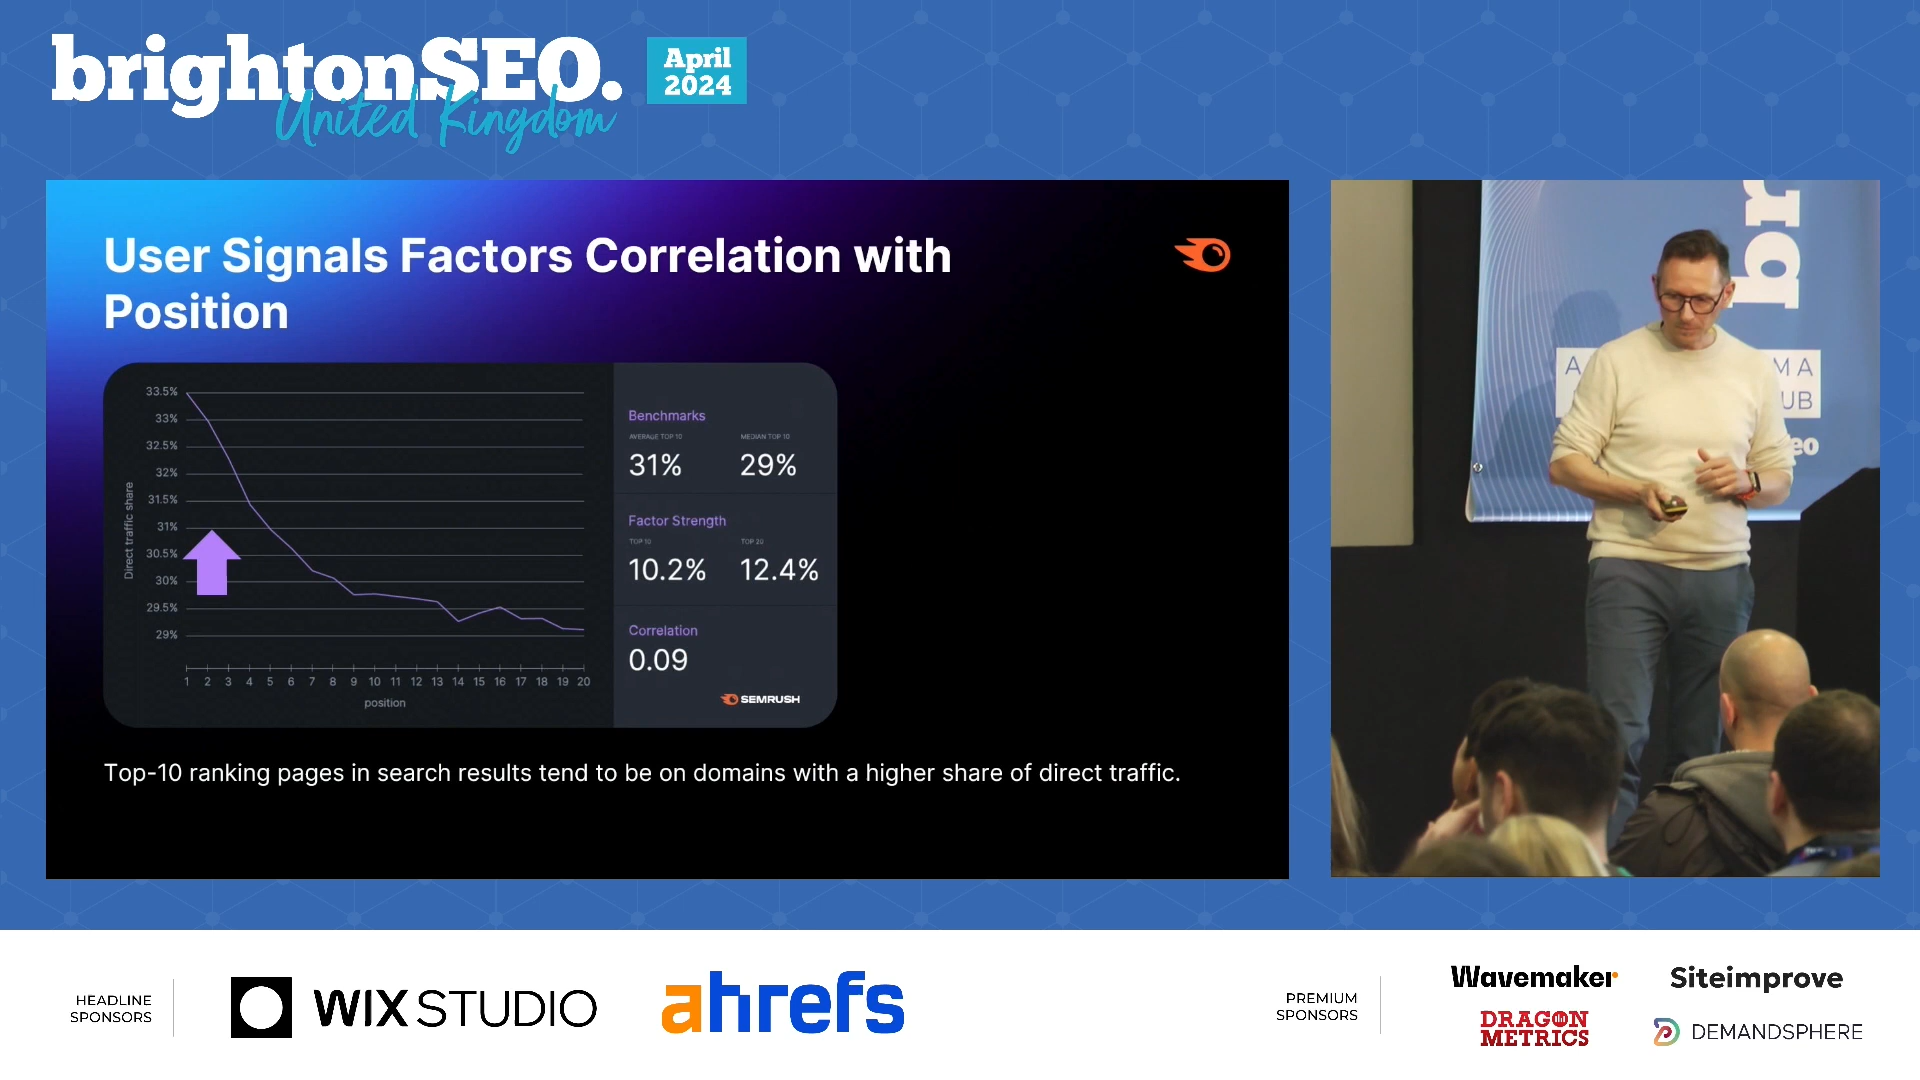 brightonSEO.
United Kingdom
April
2024
User Signals Factors Correlation with
Position
Direct traffic share
33.5%
33%
32.5%
32%
31.5%
31%
30.5%
30%
29.5%
29%
1 2 3 4 5 6 7 8 9 10 11 12 13 14 15 16 17 18 19 20
position
Benchmarks
AVERAGE TOP 10 MEDIAN TOP 10
31% 29%
Factor Strength
TOP 10 TOP 20
10.2% 12.4%
Correlation
0.09
SEMRUSH
Top-10 ranking pages in search results tend to be on domains with a higher share of direct traffic.
br
A M A
UB
eo
HEADLINE
SPONSORS
WIX STUDIO
ahrefs
PREMIUM
SPONSORS
Wavemaker
Siteimprove
DRAGON
METRICS
DEMANDSPHERE